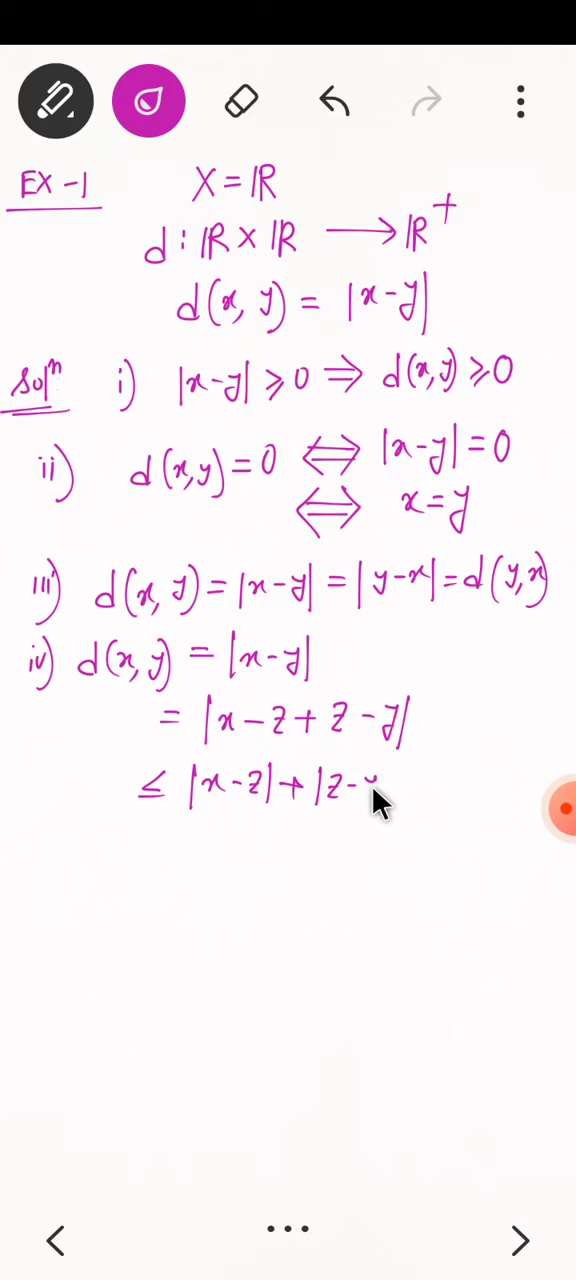 EX-1 X = ℝ
d : ℝ × ℝ ⟶ ℝ⁺
d(x, y) = |x-y|
Solⁿ i) |x-y| ⩾ 0 ⟹ d(x,y) ⩾ 0
ii) d(x,y) = 0 ⟺ |x-y| = 0
⟺ x = y
iii) d(x, y) = |x-y| = |y-x| = d(y,x)
iv) d(x, y) = |x-y|
= |x - z + z - y|
≤ |x-z| + |z-